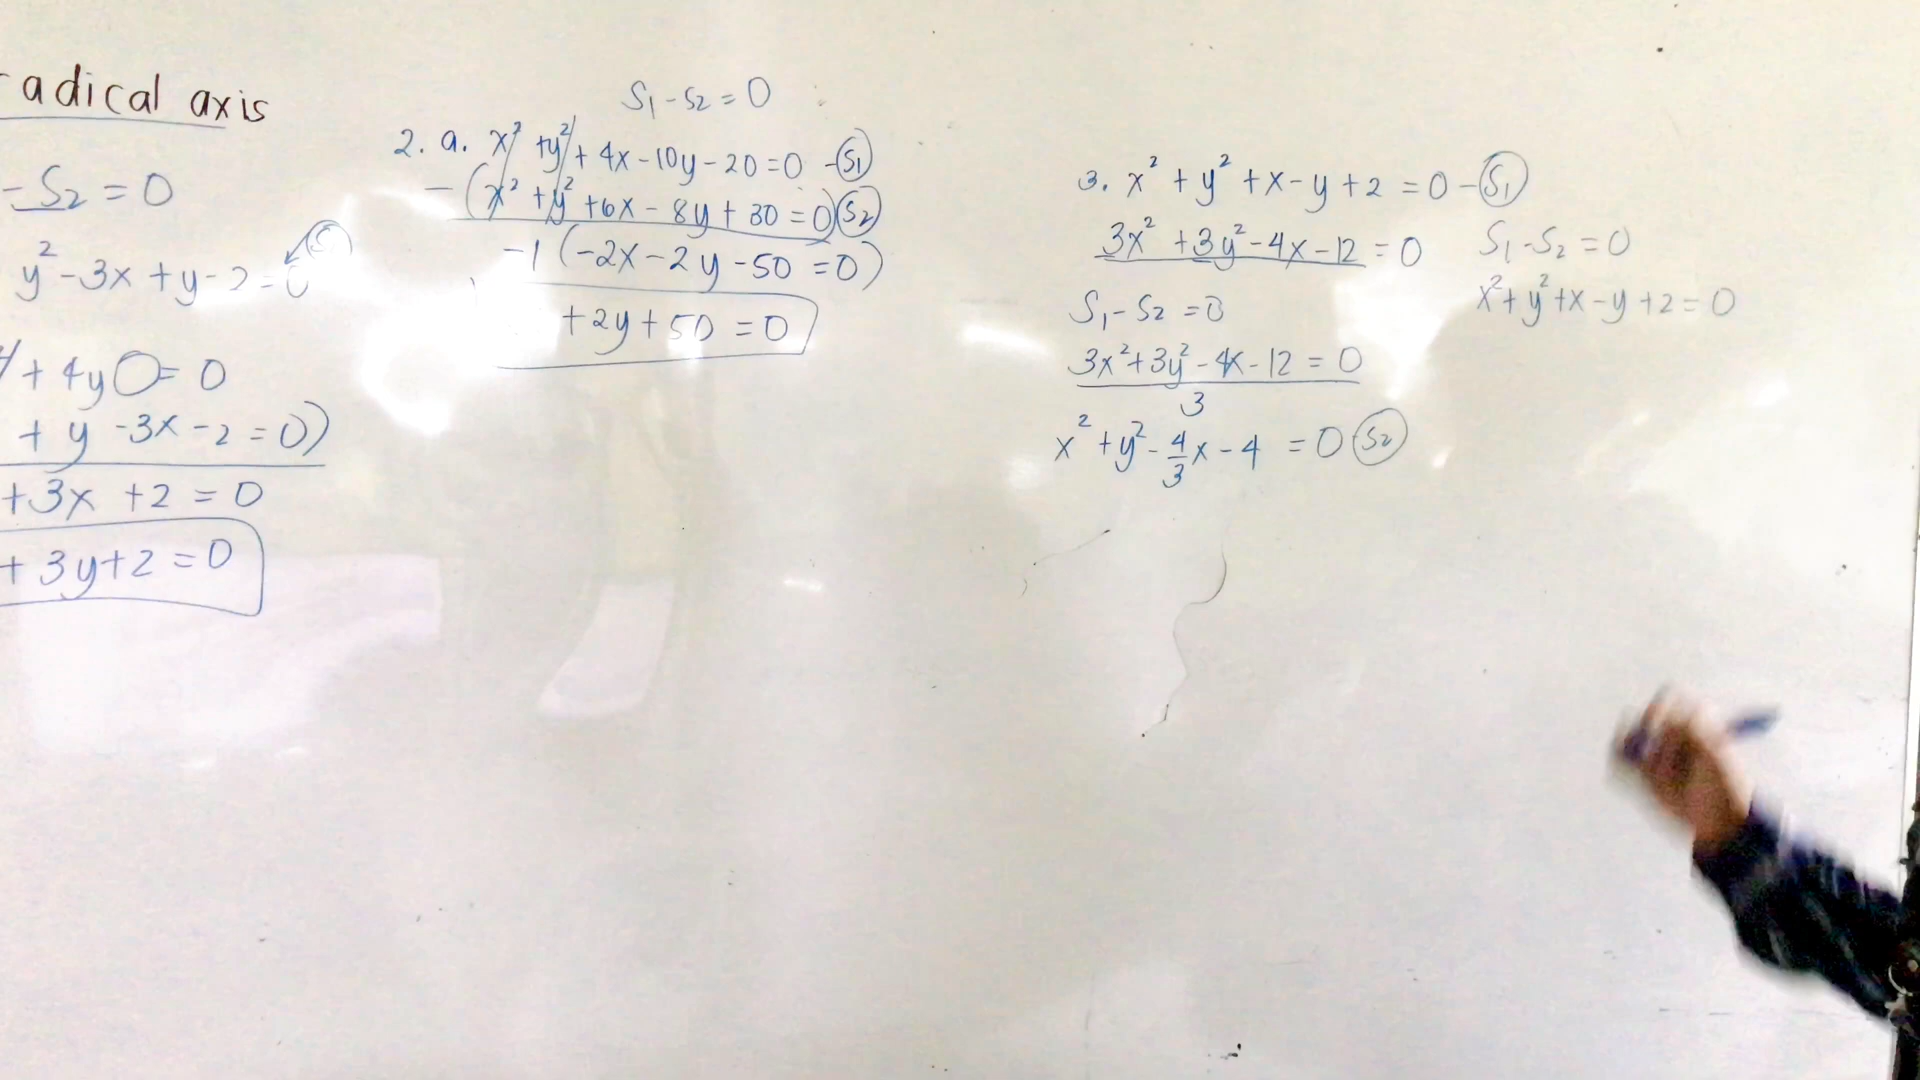 radical axis
- S2 = 0
y² - 3x + y - 2 = 0
+ 4y = 0
+ y - 3x - 2 = 0)
+ 3x + 2 = 0
+ 3y + 2 = 0
S1 - S2 = 0
2. a. x² + y² + 4x - 10y - 20 = 0 - S1
- (x² + y² + 6x - 8y + 30 = 0) S2
-1 (-2x - 2y - 50 = 0)
+ 2y + 50 = 0
3. x² + y² + x - y + 2 = 0 - S1
3x² + 3y² - 4x - 12 = 0
S1 - S2 = 0
3x² + 3y² - 4x - 12 = 0
3
x² + y² - 4/3 x - 4 = 0 S2
S1 - S2 = 0
x² + y² + x - y + 2 = 0